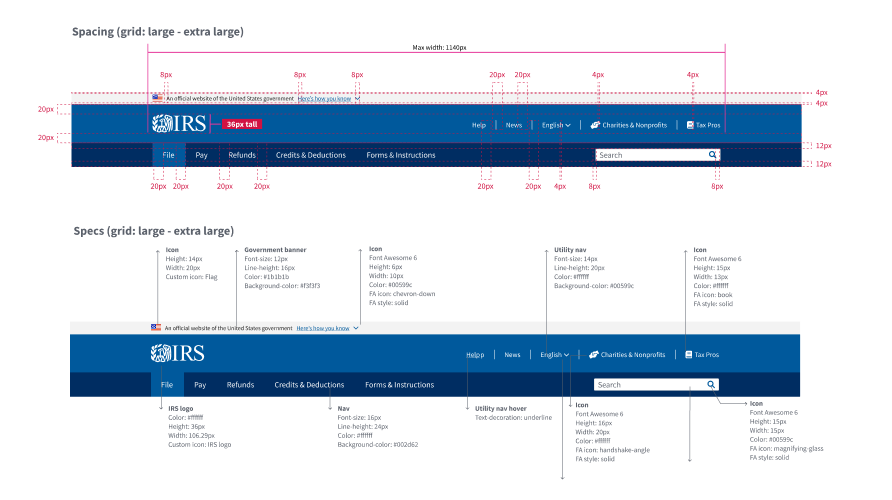 Spacing (grid: large - extra large)
Max width: 1140px
8px 8px 8px 20px 20px 4px 4px
4px
An official website of the United States government Here's how you know
4px
20px
IRS 36px tall Help News English Charities & Nonprofits Tax Pros
20px
12px
File Pay Refunds Credits & Deductions Forms & Instructions Search
12px
20px 20px 20px 20px 20px 20px 4px 8px 8px
Specs (grid: large - extra large)
Icon
Height: 14px
Width: 20px
Custom icon: Flag
Government banner
Font-size: 12px
Line-height: 16px
Color: #1b1b1b
Background-color: #f3f3f3
Icon
Font Awesome 6
Height: 6px
Width: 10px
Color: #00599c
FA icon: chevron-down
FA style: solid
Utility nav
Font-size: 14px
Line-height: 20px
Color: #ffffff
Background-color: #00599c
Icon
Font Awesome 6
Height: 15px
Width: 13px
Color: #ffffff
FA icon: book
FA style: solid
An official website of the United States government Here's how you know
IRS Helpp News English Charities & Nonprofits Tax Pros
File Pay Refunds Credits & Deductions Forms & Instructions Search
IRS logo
Color: #ffffff
Height: 36px
Width: 106.29px
Custom Icon: IRS logo
Nav
Font-size: 16px
Line-height: 24px
Color: #ffffff
Background-color: #002d62
Utility nav hover
Text-decoration: underline
Icon
Font Awesome 6
Height: 16px
Width: 20px
Color: #ffffff
FA icon: handshake-angle
FA style: solid
Icon
Font Awesome 6
Height: 15px
Width: 15px
Color: #00599c
FA icon: magnifying-glass
FA style: solid